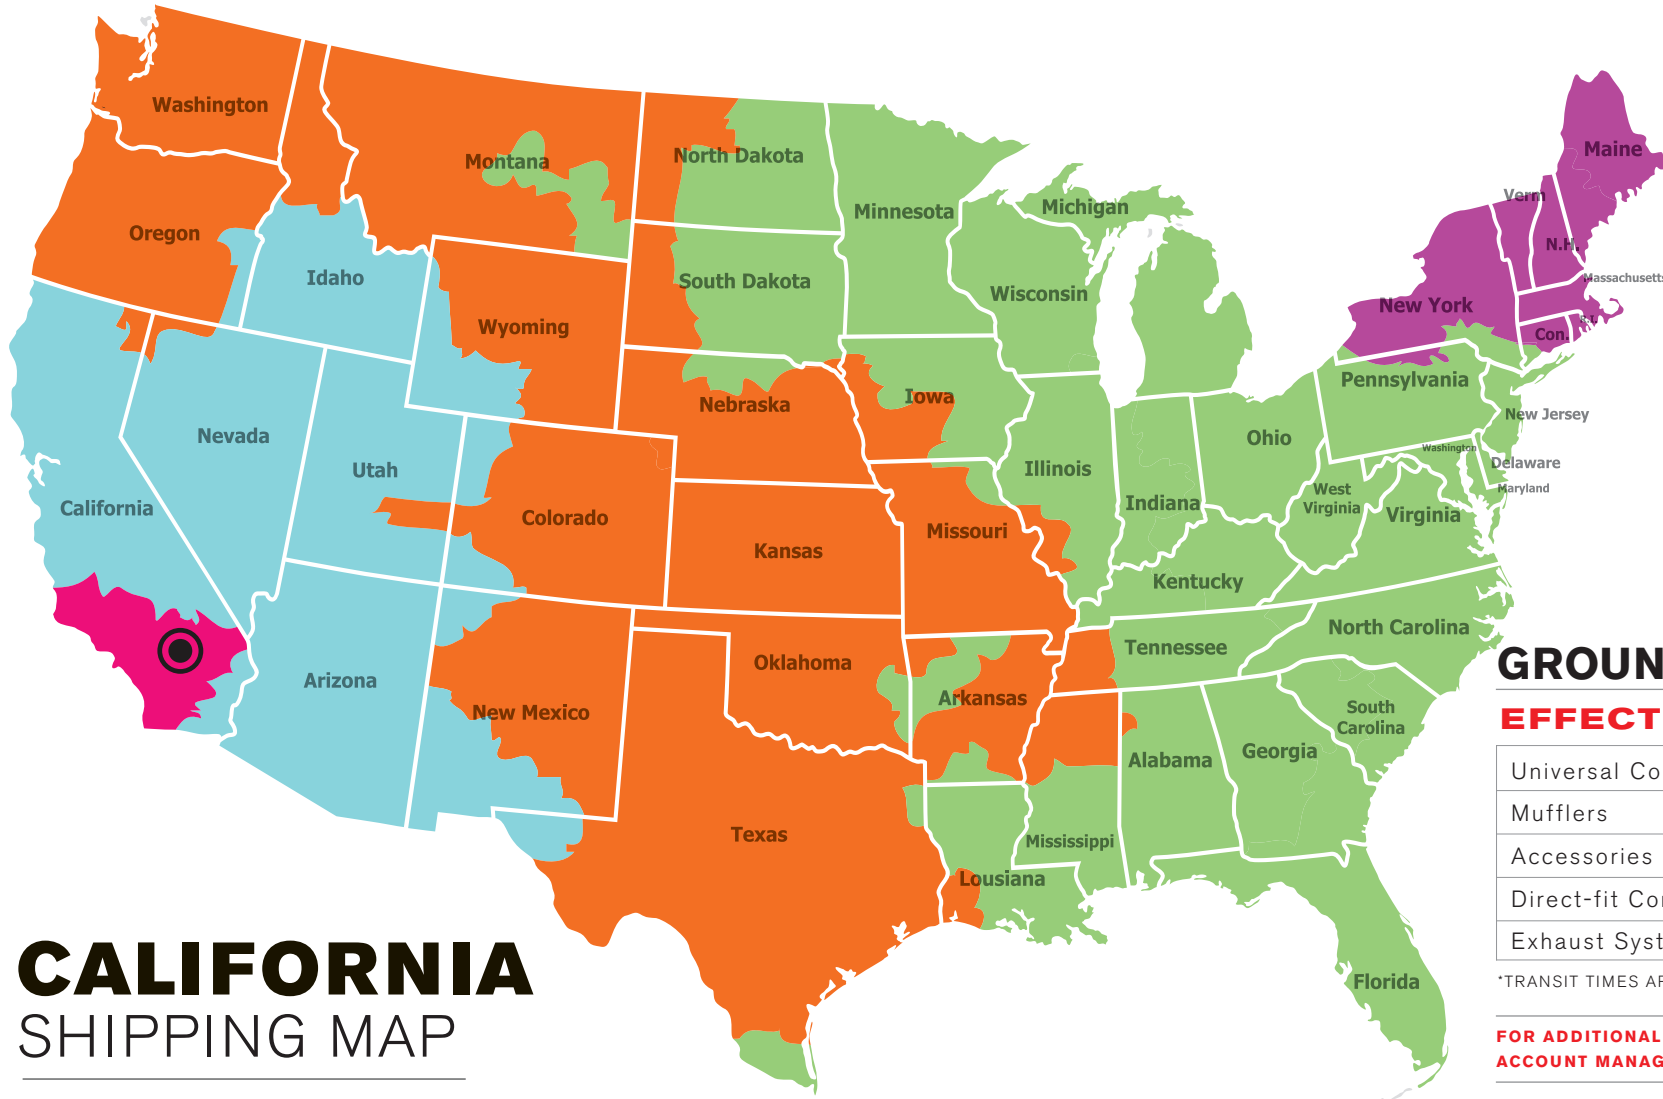 Washington
Montana
North Dakota
Minnesota
Michigan
Maine
Verm
N.H.
Massachusetts
Oregon
Idaho
South Dakota
Wisconsin
New York
R.I.
Con.
Wyoming
Nebraska
Iowa
Pennsylvania
New Jersey
Nevada
Utah
Illinois
Ohio
Washington
Delaware
Maryland
California
Colorado
Kansas
Missouri
Indiana
West
Virginia
Virginia
Kentucky
Arizona
New Mexico
Oklahoma
Arkansas
Tennessee
North Carolina
South
Carolina
Texas
Mississippi
Alabama
Georgia
Lousiana
Florida
GROUN
EFFECT
Universal Co
Mufflers
Accessories
Direct-fit Co
Exhaust Syst
*TRANSIT TIMES AR
FOR ADDITIONAL
ACCOUNT MANAG
CALIFORNIA
SHIPPING MAP